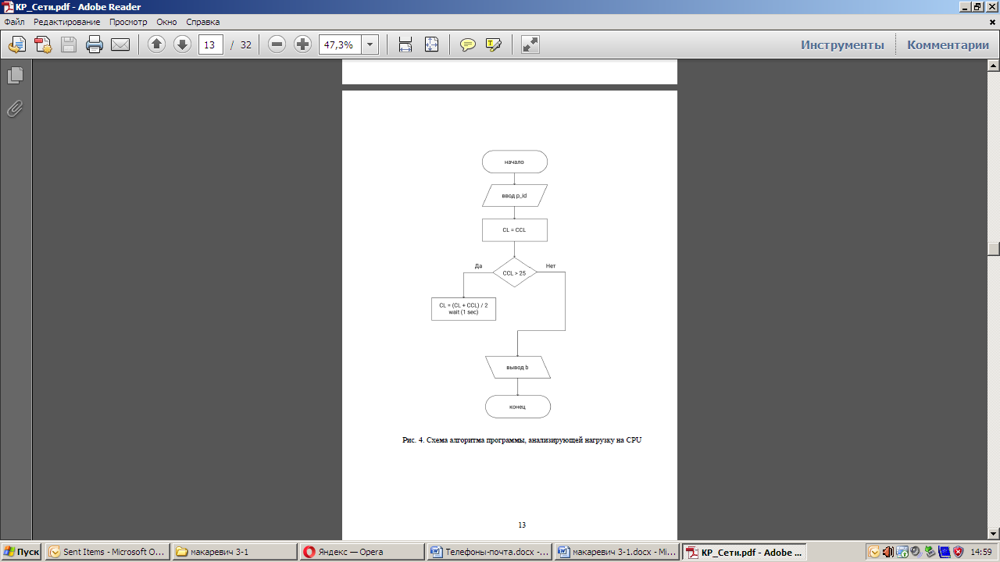 КР_Сети.pdf - Adobe Reader
Файл Редактирование Просмотр Окно Справка
13 / 32 47,3% Инструменты Комментарии
начало
ввод p_id
CL = CCL
Да
Нет
CCL > 25
CL = (CL + CCL) / 2
wait (1 sec)
вывод b
конец
Рис. 4. Схема алгоритма программы, анализирующей нагрузку на CPU
13
Пуск Sent Items - Microsoft O... макаревич 3-1 Яндекс — Opera Телефоны-почта.docx -... макаревич 3-1.docx - Mi... КР_Сети.pdf - Adobe ... 14:59